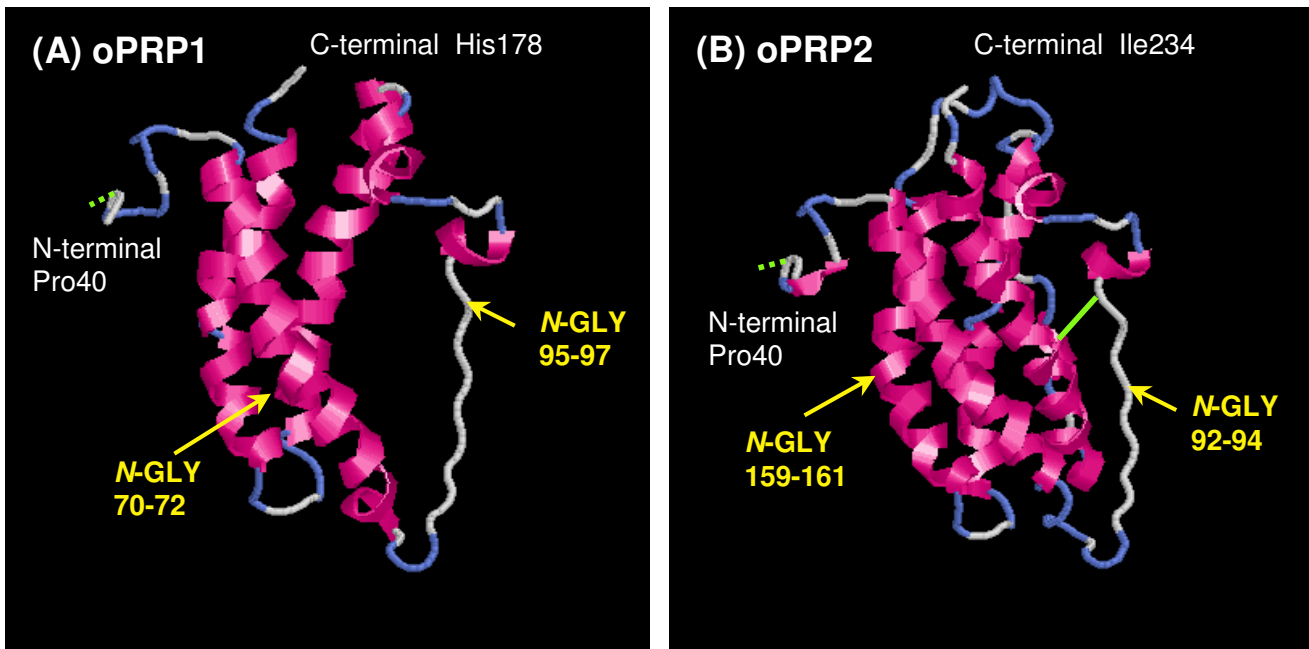 (A) oPRP1
C-terminal His178
N-terminal
Pro40
N-GLY
95-97
N-GLY
70-72
(B) oPRP2
C-terminal Ile234
N-terminal
Pro40
N-GLY
159-161
N-GLY
92-94